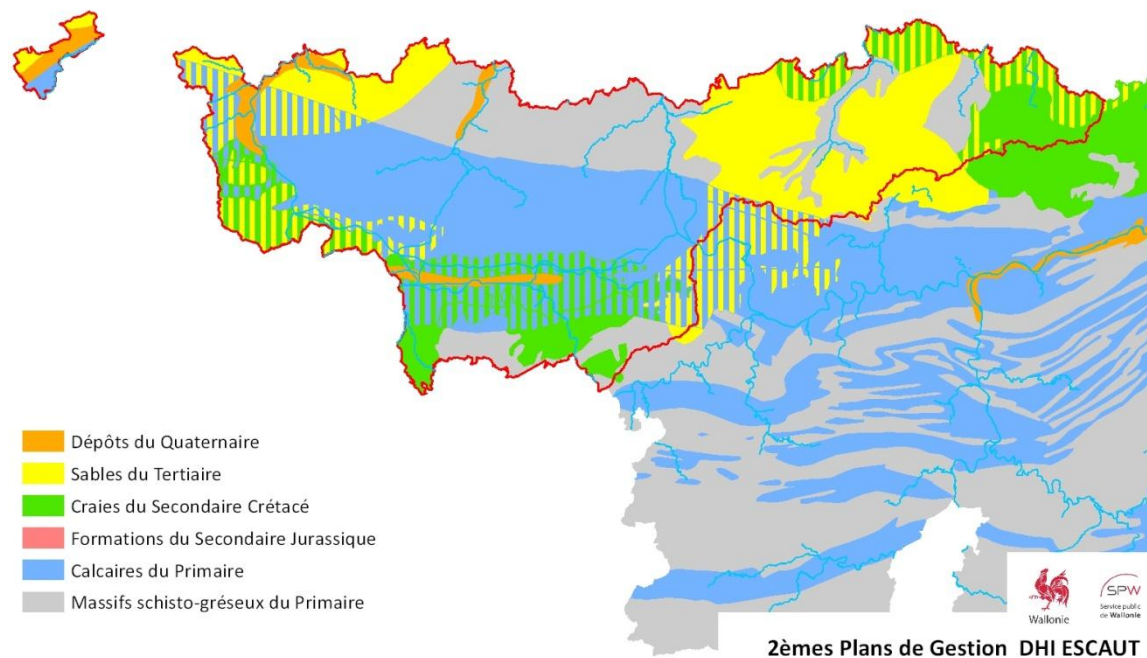 Dépôts du Quaternaire
Sables du Tertiaire
Craies du Secondaire Crétacé
Formations du Secondaire Jurassique
Calcaires du Primaire
Massifs schisto-gréseux du Primaire
Wallonie
SPW
Service public
de Wallonie
2èmes Plans de Gestion DHI ESCAUT